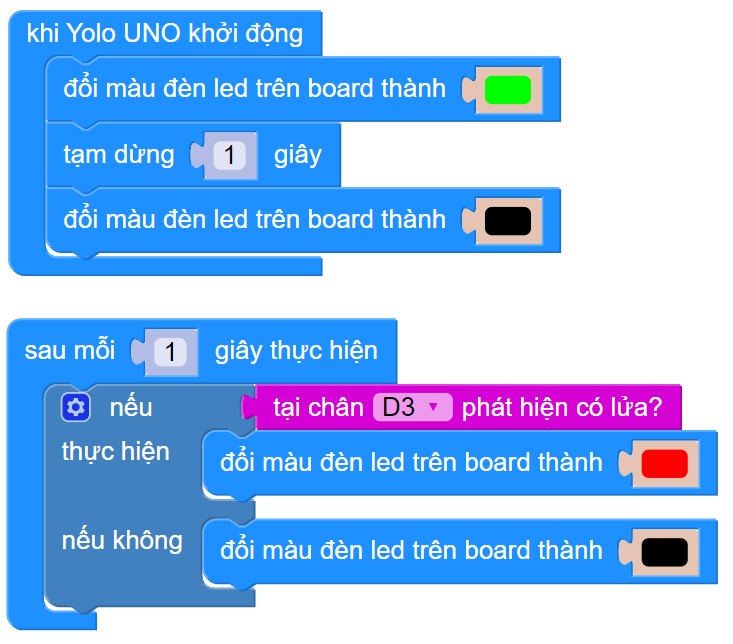 khi Yolo UNO khởi động
đổi màu đèn led trên board thành
tạm dừng 1 giây
đổi màu đèn led trên board thành
sau mỗi 1 giây thực hiện
nếu tại chân D3 phát hiện có lửa?
thực hiện đổi màu đèn led trên board thành
nếu không đổi màu đèn led trên board thành